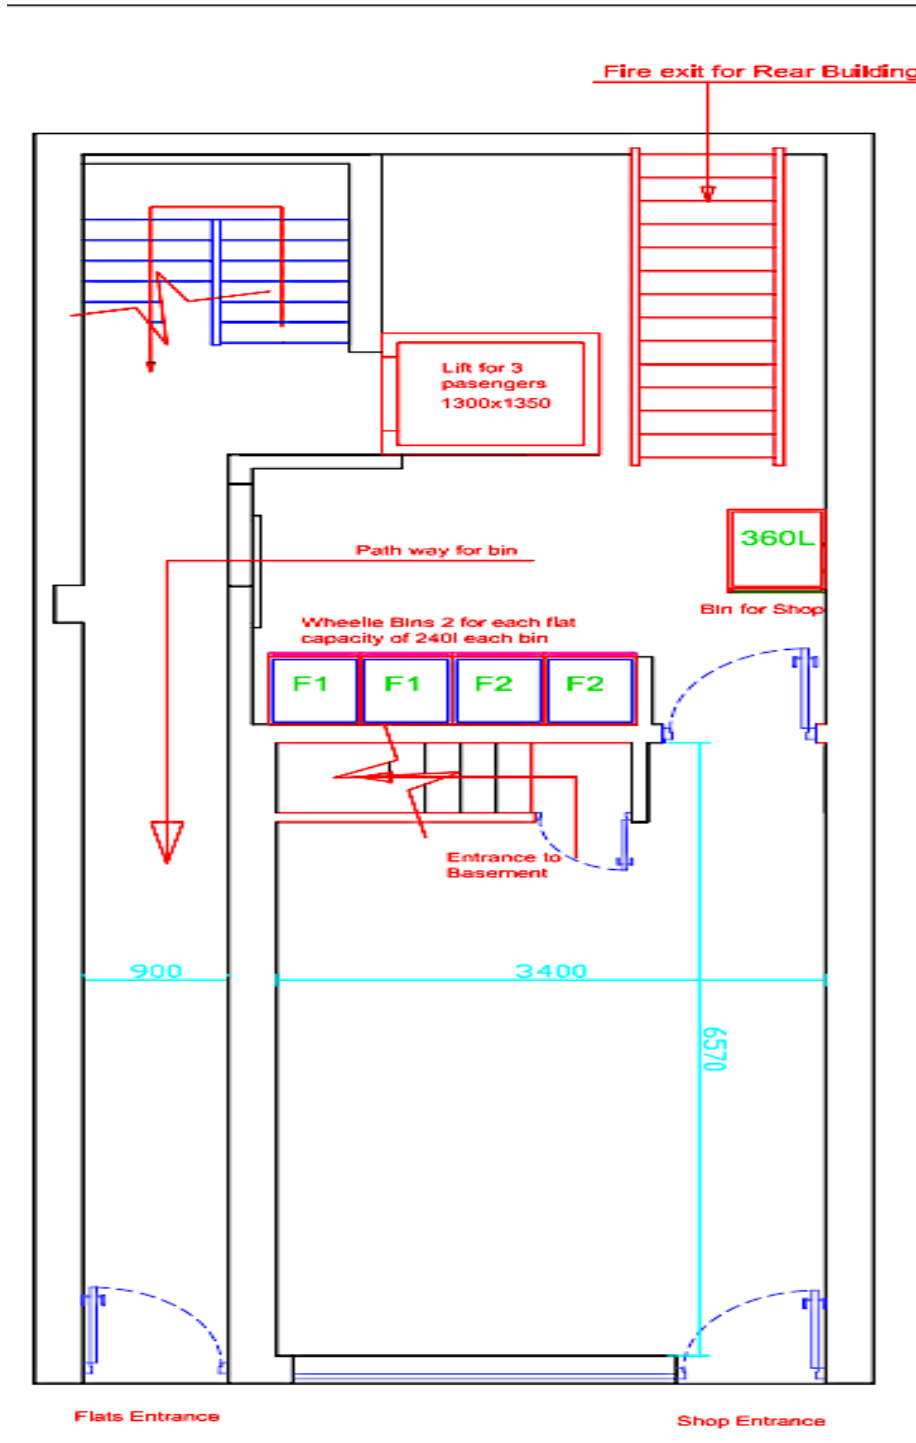 Fire exit for Rear Building
Lift for 3
pasengers
1300x1350
360L
Path way for bin
Bin for Shop
Wheelie Bins 2 for each flat
capacity of 240l each bin
F1
F1
F2
F2
Entrance to
Basement
900
3400
6570
Flats Entrance
Shop Entrance